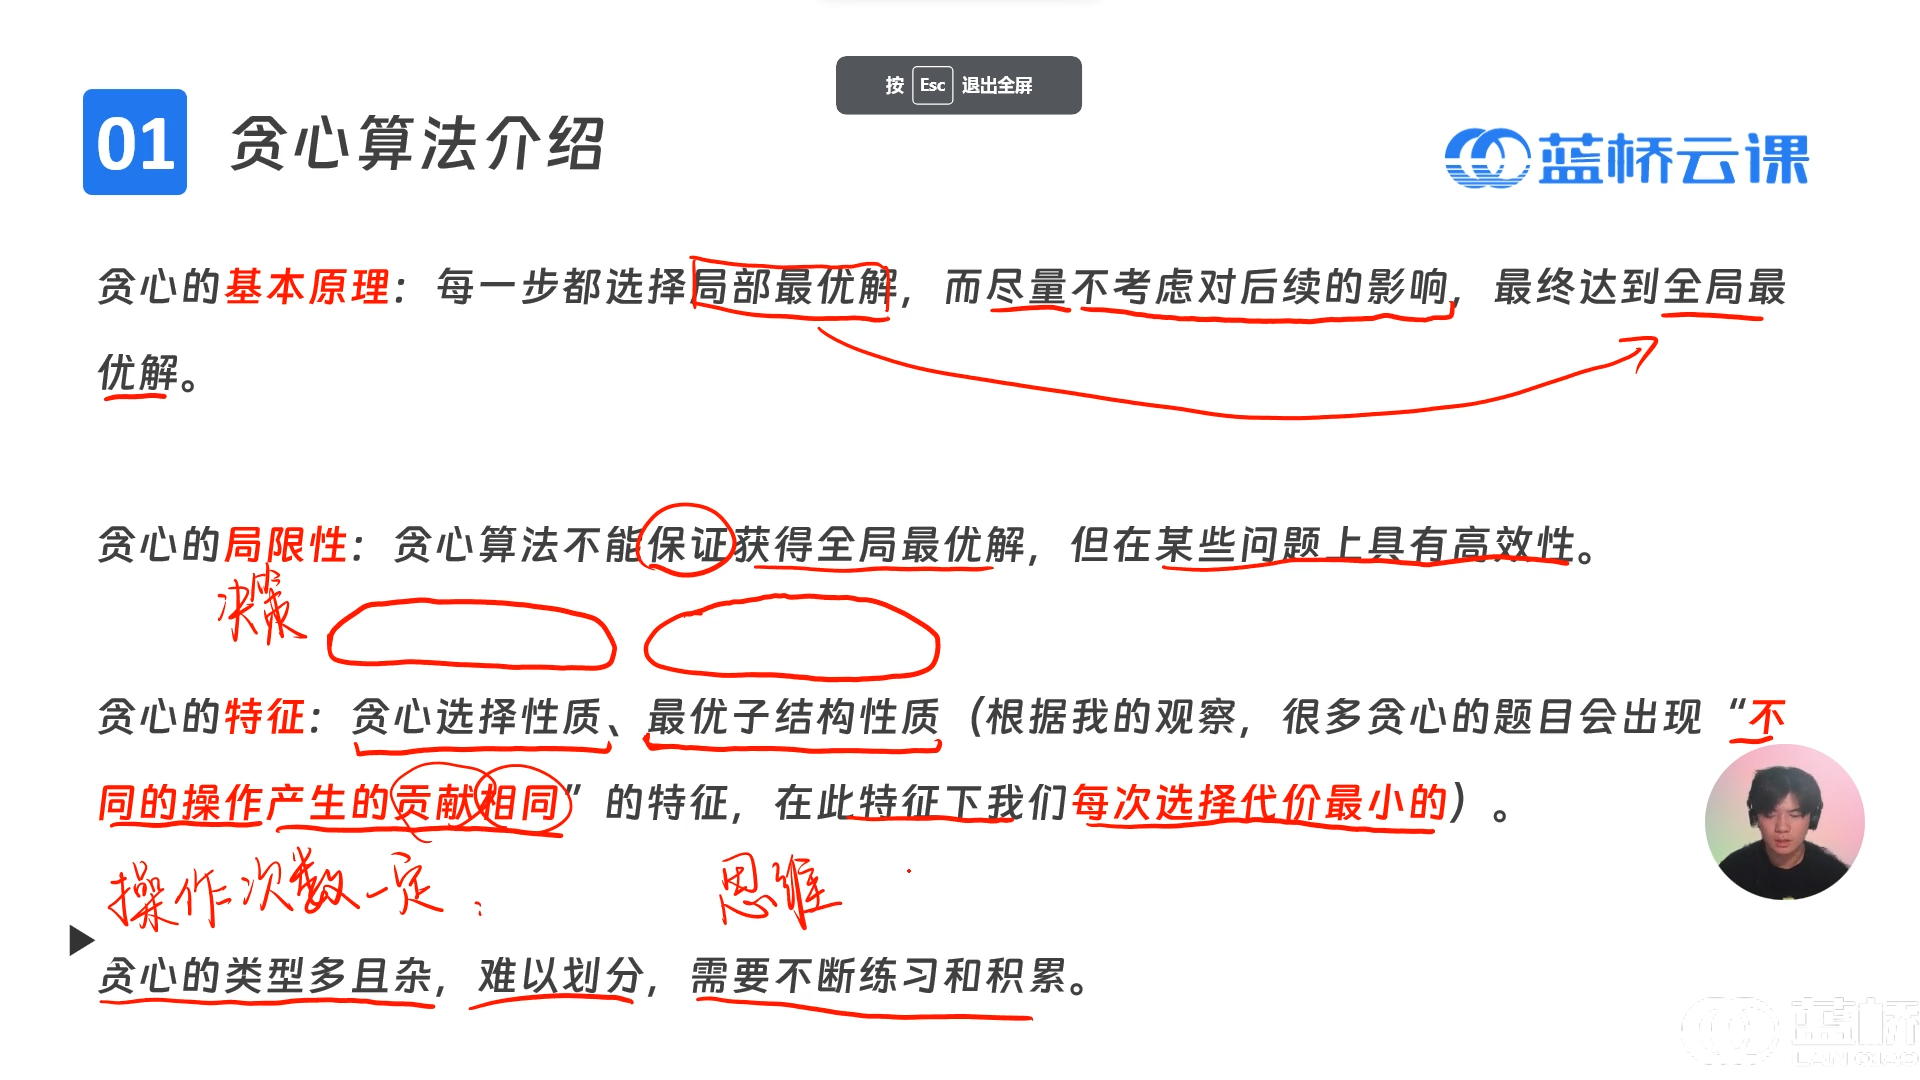 按 Esc 退出全屏
01 贪心算法介绍
蓝桥云课
贪心的基本原理：每一步都选择局部最优解，而尽量不考虑对后续的影响，最终达到全局最
优解。
贪心的局限性：贪心算法不能保证获得全局最优解，但在某些问题上具有高效性。
决策
贪心的特征：贪心选择性质、最优子结构性质（根据我的观察，很多贪心的题目会出现“不
同的操作产生的贡献相同”的特征，在此特征下我们每次选择代价最小的）。
操作次数一定： 思维
贪心的类型多且杂，难以划分，需要不断练习和积累。
蓝桥
LANQIAO